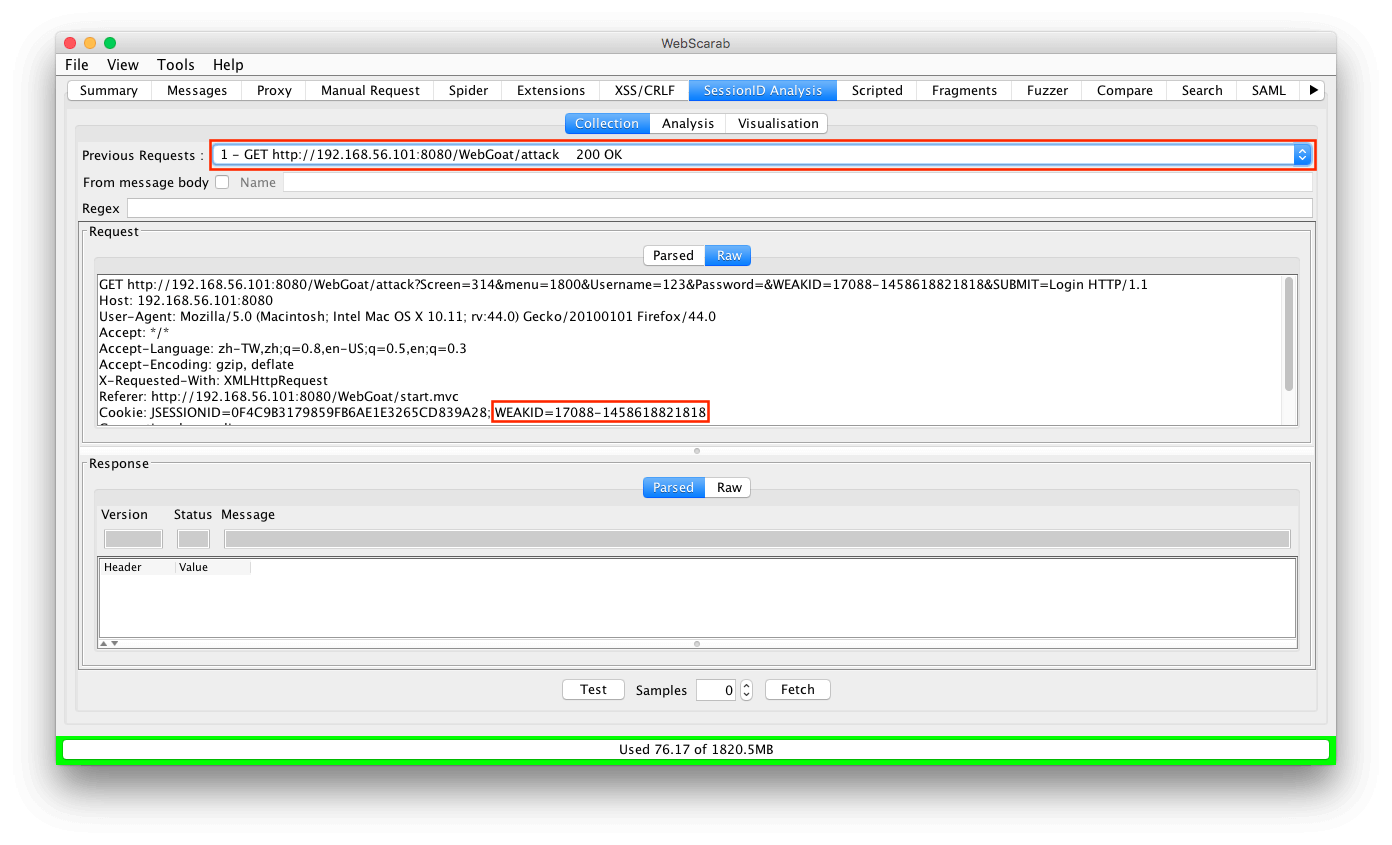 WebScarab
File View Tools Help
Summary Messages Proxy Manual Request Spider Extensions XSS/CRLF SessionID Analysis Scripted Fragments Fuzzer Compare Search SAML
Collection Analysis Visualisation
Previous Requests : 1 - GET http://192.168.56.101:8080/WebGoat/attack 200 OK
From message body Name
Regex
Request
Parsed Raw
GET http://192.168.56.101:8080/WebGoat/attack?Screen=314&menu=1800&Username=123&Password=&WEAKID=17088-1458618821818&SUBMIT=Login HTTP/1.1
Host: 192.168.56.101:8080
User-Agent: Mozilla/5.0 (Macintosh; Intel Mac OS X 10.11; rv:44.0) Gecko/20100101 Firefox/44.0
Accept: */*
Accept-Language: zh-TW,zh;q=0.8,en-US;q=0.5,en;q=0.3
Accept-Encoding: gzip, deflate
X-Requested-With: XMLHttpRequest
Referer: http://192.168.56.101:8080/WebGoat/start.mvc
Cookie: JSESSIONID=0F4C9B3179859FB6AE1E3265CD839A28; WEAKID=17088-1458618821818
Response
Parsed Raw
Version Status Message
Header Value
Test Samples 0 Fetch
Used 76.17 of 1820.5MB